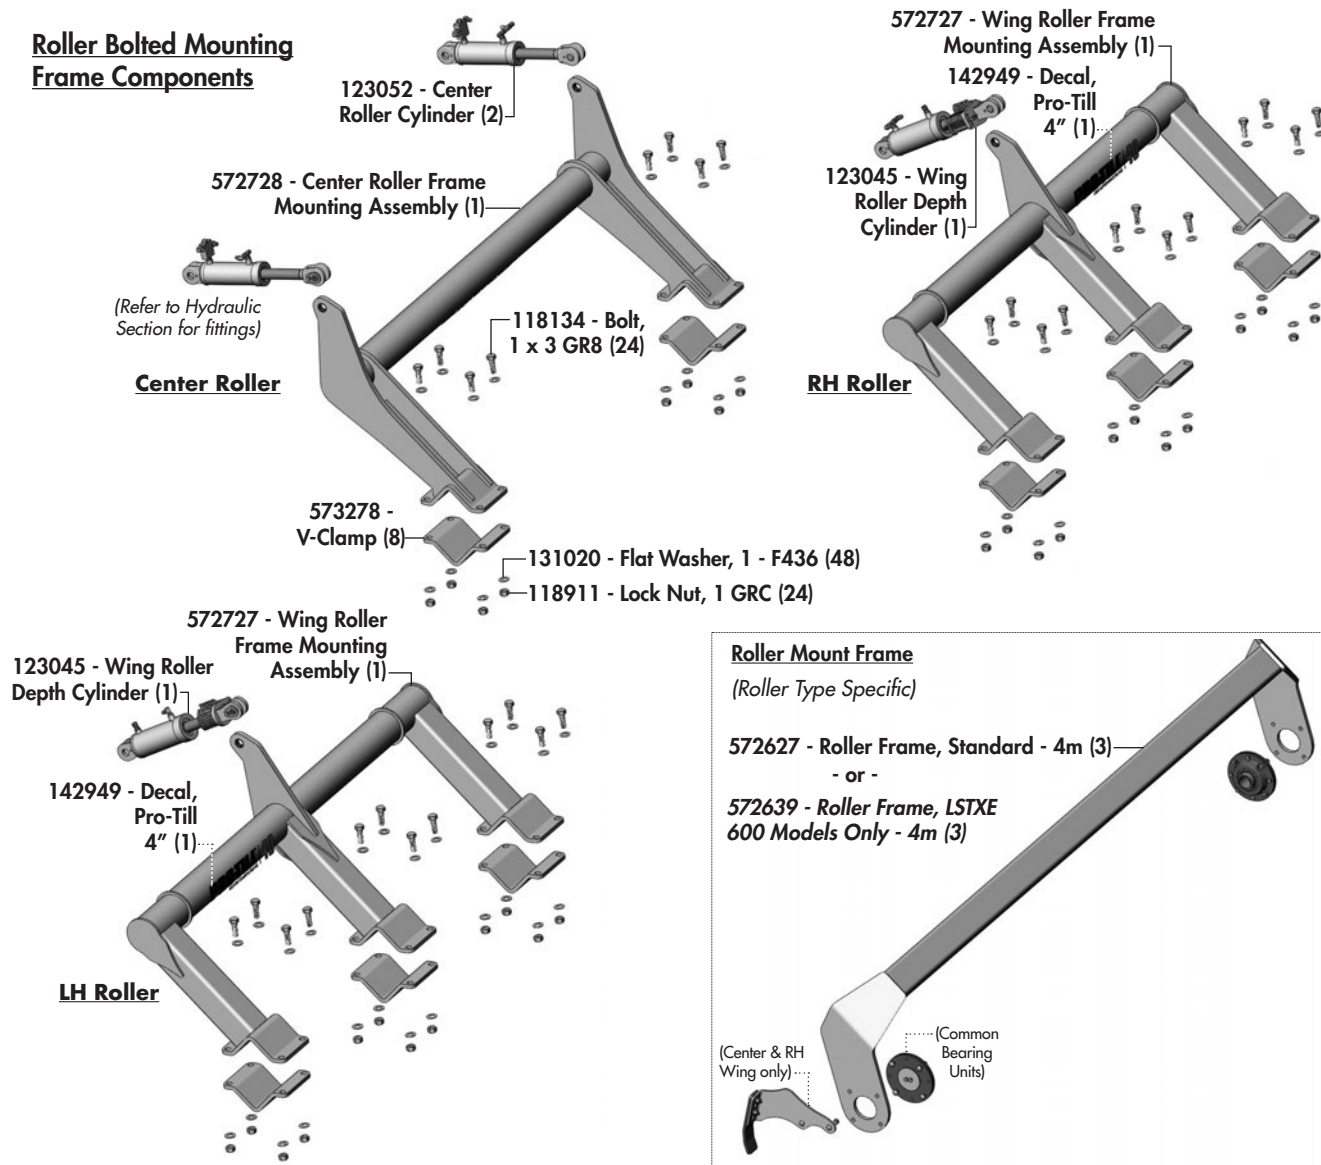 Roller Bolted Mounting
Frame Components
123052 - Center
Roller Cylinder (2)
572728 - Center Roller Frame
Mounting Assembly (1)
(Refer to Hydraulic
Section for fittings)
Center Roller
118134 - Bolt,
1 x 3 GR8 (24)
573278 -
V-Clamp (8)
131020 - Flat Washer, 1 - F436 (48)
118911 - Lock Nut, 1 GRC (24)
572727 - Wing Roller Frame
Mounting Assembly (1)
142949 - Decal,
Pro-Till
4” (1)
123045 - Wing
Roller Depth
Cylinder (1)
RH Roller
572727 - Wing Roller
Frame Mounting
Assembly (1)
123045 - Wing Roller
Depth Cylinder (1)
142949 - Decal,
Pro-Till
4” (1)
LH Roller
Roller Mount Frame
(Roller Type Specific)
572627 - Roller Frame, Standard - 4m (3)
- or -
572639 - Roller Frame, LSTXE
600 Models Only - 4m (3)
(Center & RH
Wing only)
(Common
Bearing
Units)